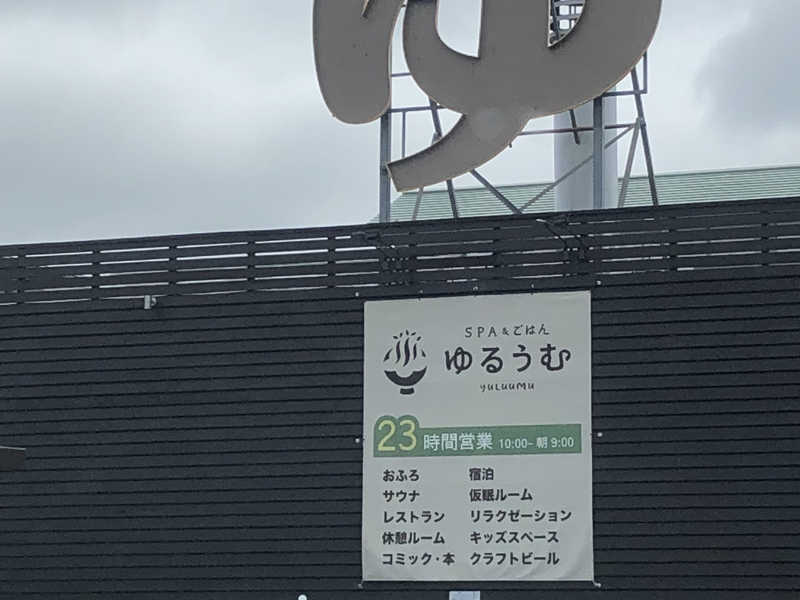 ゆ
SPA&ごはん
ゆるうむ
YULUUMU
23時間営業 10:00~朝9:00
おふろ 宿泊
サウナ 仮眠ルーム
レストラン リラクゼーション
休憩ルーム キッズスペース
コミック・本 クラフトビール